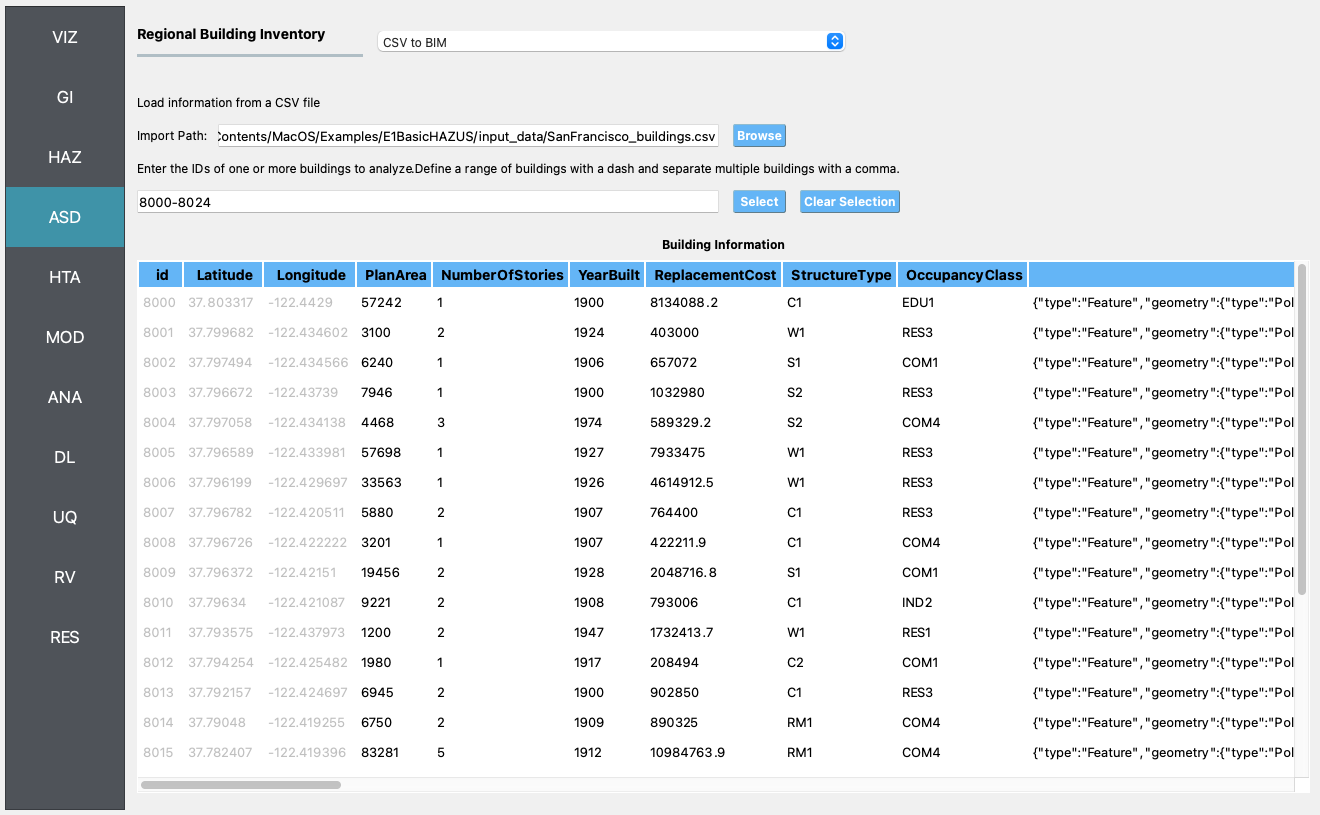 VIZ
GI
HAZ
ASD
HTA
MOD
ANA
DL
UQ
RV
RES
Regional Building Inventory CSV to BIM
Load information from a CSV file
Import Path: Contents/MacOS/Examples/E1BasicHAZUS/input_data/SanFrancisco_buildings.csv Browse
Enter the IDs of one or more buildings to analyze.Define a range of buildings with a dash and separate multiple buildings with a comma.
8000-8024 Select Clear Selection
Building Information
id Latitude Longitude PlanArea NumberOfStories YearBuilt ReplacementCost StructureType OccupancyClass
8000 37.803317 -122.4429 57242 1 1900 8134088.2 C1 EDU1 {"type":"Feature","geometry":{"type":"Pol
8001 37.799682 -122.434602 3100 2 1924 403000 W1 RES3 {"type":"Feature","geometry":{"type":"Pol
8002 37.797494 -122.434566 6240 1 1906 657072 S1 COM1 {"type":"Feature","geometry":{"type":"Pol
8003 37.796672 -122.43739 7946 1 1900 1032980 S2 RES3 {"type":"Feature","geometry":{"type":"Pol
8004 37.797058 -122.434138 4468 3 1974 589329.2 S2 COM4 {"type":"Feature","geometry":{"type":"Pol
8005 37.796589 -122.433981 57698 1 1927 7933475 W1 RES3 {"type":"Feature","geometry":{"type":"Pol
8006 37.796199 -122.429697 33563 1 1926 4614912.5 W1 RES3 {"type":"Feature","geometry":{"type":"Pol
8007 37.796782 -122.420511 5880 2 1907 764400 C1 RES3 {"type":"Feature","geometry":{"type":"Pol
8008 37.796726 -122.422222 3201 1 1907 422211.9 C1 COM4 {"type":"Feature","geometry":{"type":"Pol
8009 37.796372 -122.42151 19456 2 1928 2048716.8 S1 COM1 {"type":"Feature","geometry":{"type":"Pol
8010 37.79634 -122.421087 9221 2 1908 793006 C1 IND2 {"type":"Feature","geometry":{"type":"Pol
8011 37.793575 -122.437973 1200 2 1947 1732413.7 W1 RES1 {"type":"Feature","geometry":{"type":"Pol
8012 37.794254 -122.425482 1980 1 1917 208494 C2 COM1 {"type":"Feature","geometry":{"type":"Pol
8013 37.792157 -122.424697 6945 2 1900 902850 C1 RES3 {"type":"Feature","geometry":{"type":"Pol
8014 37.79048 -122.419255 6750 2 1909 890325 RM1 COM4 {"type":"Feature","geometry":{"type":"Pol
8015 37.782407 -122.419396 83281 5 1912 10984763.9 RM1 COM4 {"type":"Feature","geometry":{"type":"Pol